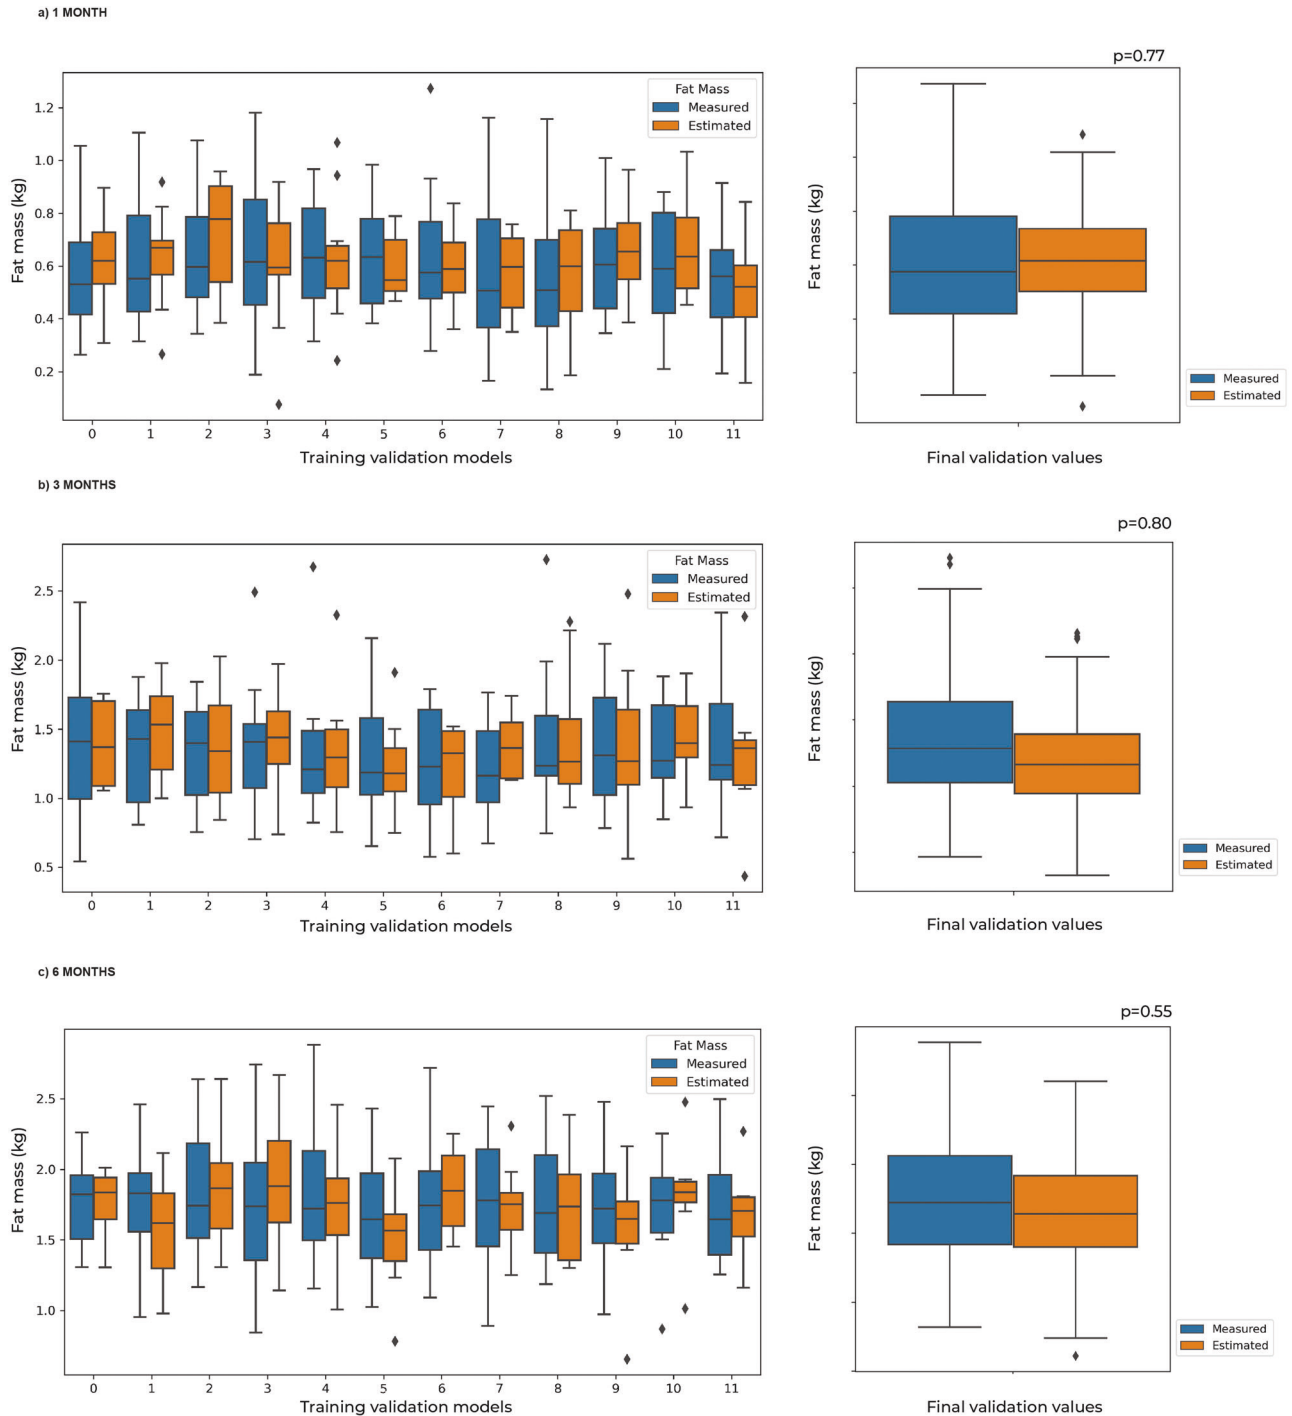 a) 1 MONTH
p=0.77
Fat mass (kg)
1.2
1.0
0.8
0.6
0.4
0.2
Fat Mass
Measured
Estimated
0 1 2 3 4 5 6 7 8 9 10 11
Training validation models
Fat mass (kg)
Measured
Estimated
Final validation values
b) 3 MONTHS
p=0.80
Fat mass (kg)
2.5
2.0
1.5
1.0
0.5
Fat Mass
Measured
Estimated
0 1 2 3 4 5 6 7 8 9 10 11
Training validation models
Fat mass (kg)
Measured
Estimated
Final validation values
c) 6 MONTHS
p=0.55
Fat mass (kg)
2.5
2.0
1.5
1.0
Fat Mass
Measured
Estimated
0 1 2 3 4 5 6 7 8 9 10 11
Training validation models
Fat mass (kg)
Measured
Estimated
Final validation values